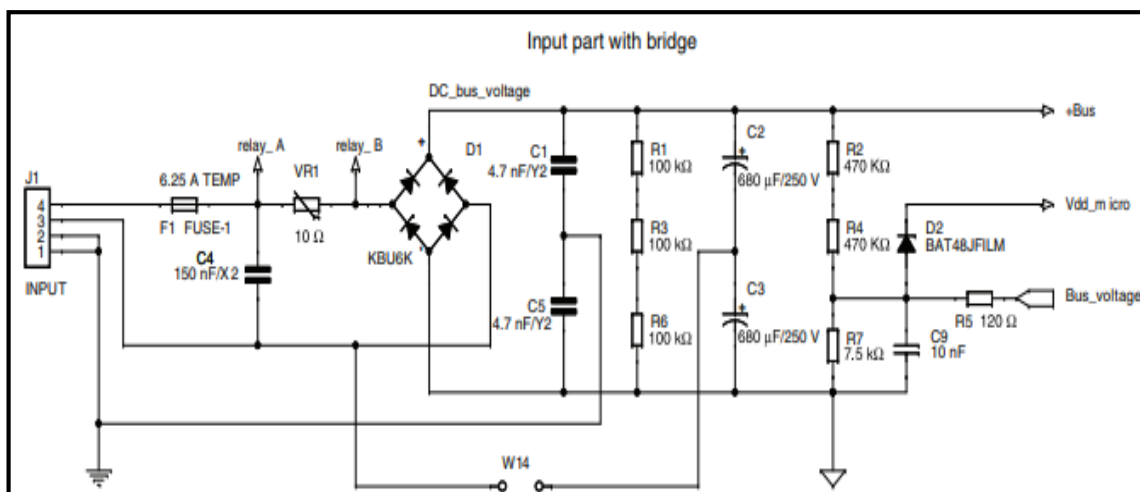 Input part with bridge
DC_bus_voltage
+Bus
relay_A
relay_B
D1
C1
4.7 nF/Y2
R1
100 kΩ
C2
+
680 µF/250 V
R2
470 KΩ
J1
6.25 A TEMP
VR1
+
Vdd_m icro
4
3
2
1
F1 FUSE-1
10 Ω
R3
100 kΩ
R4
470 KΩ
D2
BAT48JFILM
C4
150 nF/X2
KBU6K
-
INPUT
C5
4.7 nF/Y2
C3
+
680 µF/250 V
Bus_voltage
R5 120 Ω
R6
100 kΩ
R7
7.5 kΩ
C9
10 nF
W14